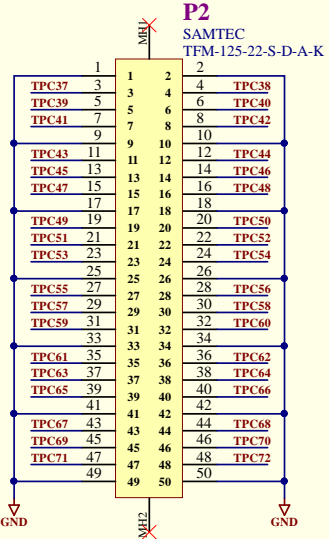 P2
SAMTEC
TFM-125-22-S-D-A-K
MH1
1 1 2 2
TPC37 3 3 4 4 TPC38
TPC39 5 5 6 6 TPC40
TPC41 7 7 8 8 TPC42
9 9 10 10
TPC43 11 11 12 12 TPC44
TPC45 13 13 14 14 TPC46
TPC47 15 15 16 16 TPC48
17 17 18 18
TPC49 19 19 20 20 TPC50
TPC51 21 21 22 22 TPC52
TPC53 23 23 24 24 TPC54
25 25 26 26
TPC55 27 27 28 28 TPC56
TPC57 29 29 30 30 TPC58
TPC59 31 31 32 32 TPC60
33 33 34 34
TPC61 35 35 36 36 TPC62
TPC63 37 37 38 38 TPC64
TPC65 39 39 40 40 TPC66
41 41 42 42
TPC67 43 43 44 44 TPC68
TPC69 45 45 46 46 TPC70
TPC71 47 47 48 48 TPC72
49 49 50 50
MH2
GND GND